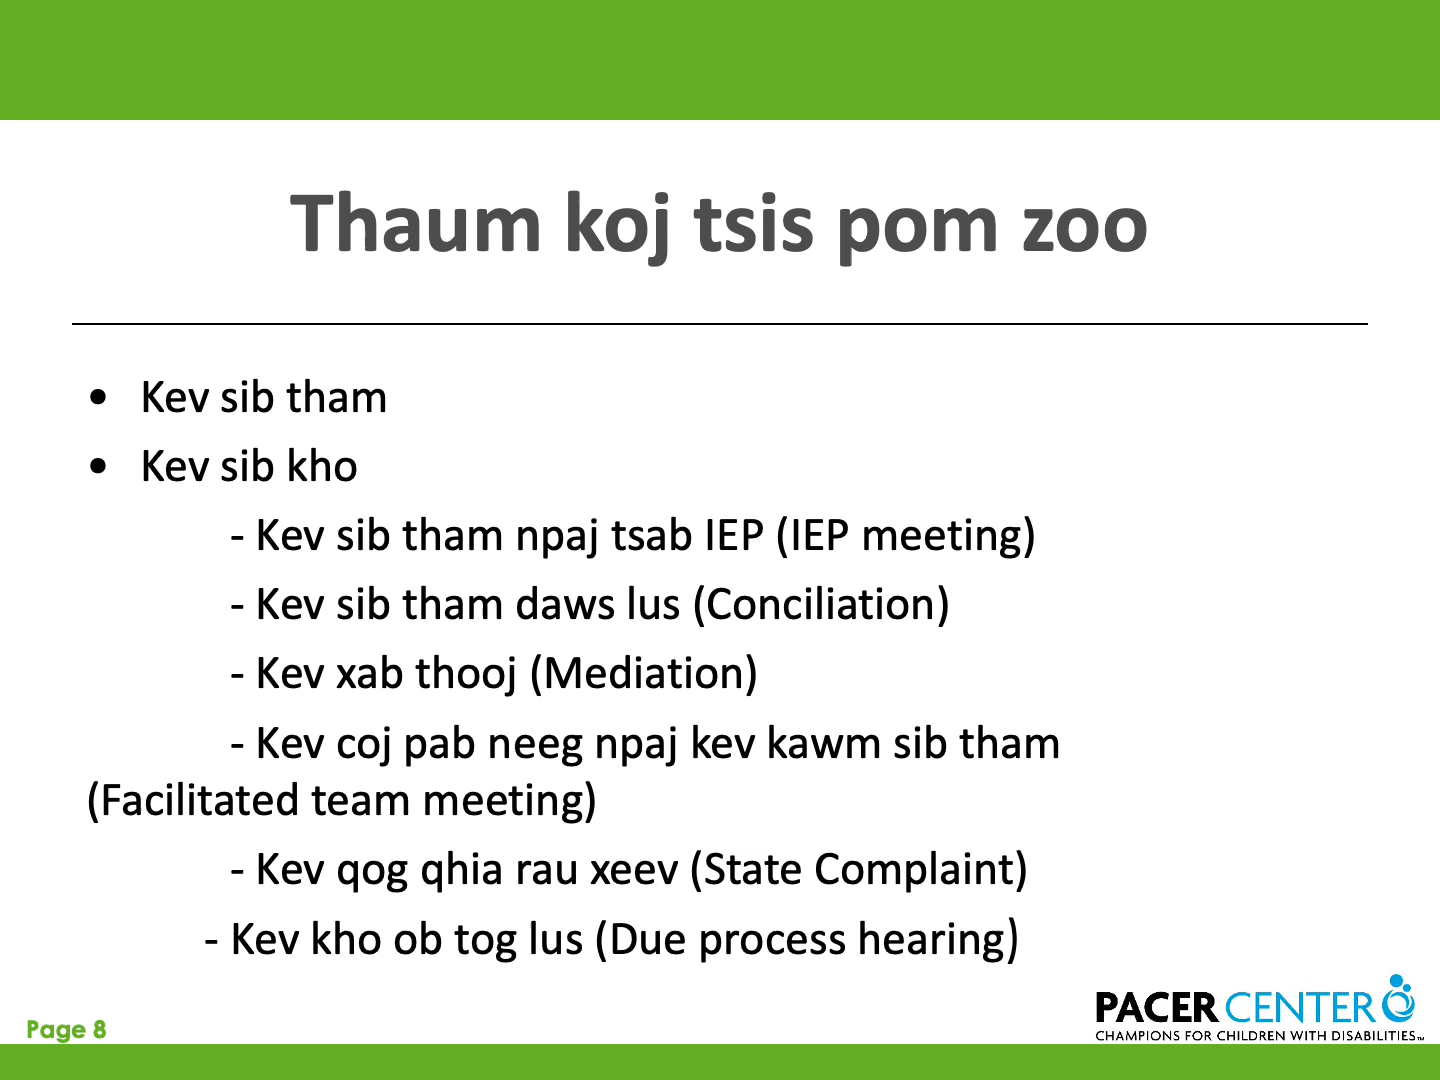 Thaum koj tsis pom zoo
• Kev sib tham
• Kev sib kho
- Kev sib tham npaj tsab IEP (IEP meeting)
- Kev sib tham daws lus (Conciliation)
- Kev xab thooj (Mediation)
- Kev coj pab neeg npaj kev kawm sib tham
(Facilitated team meeting)
- Kev qog qhia rau xeev (State Complaint)
- Kev kho ob tog lus (Due process hearing)
Page 8
PACER CENTER
CHAMPIONS FOR CHILDREN WITH DISABILITIES™